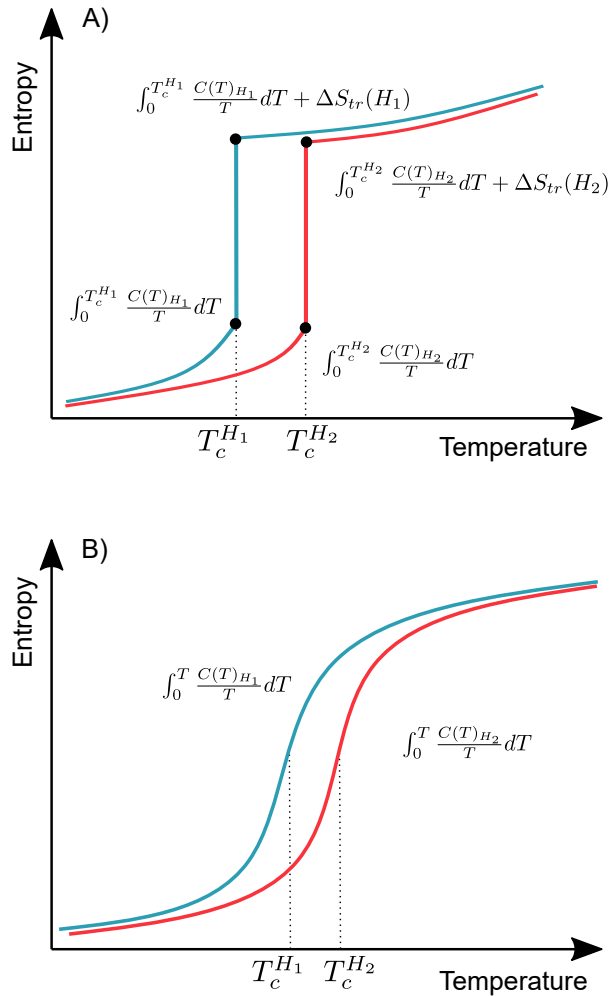 A)
Entropy
$\int_0^{T_c^{H_1}} \frac{C(T)_{H_1}}{T} dT + \Delta S_{tr}(H_1)$
$\int_0^{T_c^{H_2}} \frac{C(T)_{H_2}}{T} dT + \Delta S_{tr}(H_2)$
$\int_0^{T_c^{H_1}} \frac{C(T)_{H_1}}{T} dT$
$\int_0^{T_c^{H_2}} \frac{C(T)_{H_2}}{T} dT$
$T_c^{H_1}$ $T_c^{H_2}$
Temperature
B)
Entropy
$\int_0^{T} \frac{C(T)_{H_1}}{T} dT$
$\int_0^{T} \frac{C(T)_{H_2}}{T} dT$
$T_c^{H_1}$ $T_c^{H_2}$
Temperature